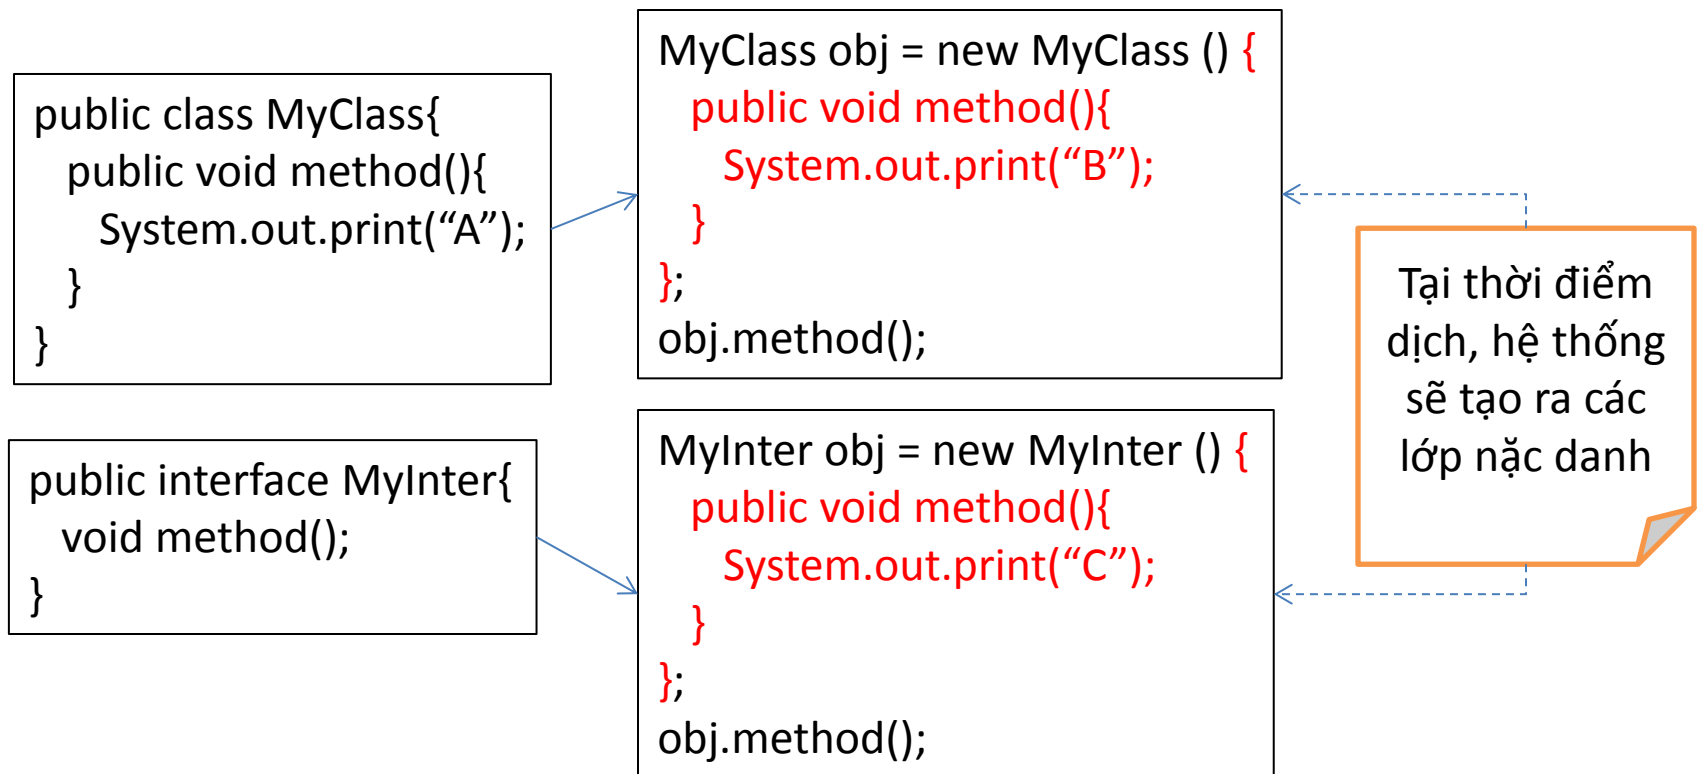 public class MyClass{
public void method(){
System.out.print(“A”);
}
}
MyClass obj = new MyClass () {
public void method(){
System.out.print(“B”);
}
};
obj.method();
public interface MyInter{
void method();
}
MyInter obj = new MyInter () {
public void method(){
System.out.print(“C”);
}
};
obj.method();
Tại thời điểm
dịch, hệ thống
sẽ tạo ra các
lớp nặc danh